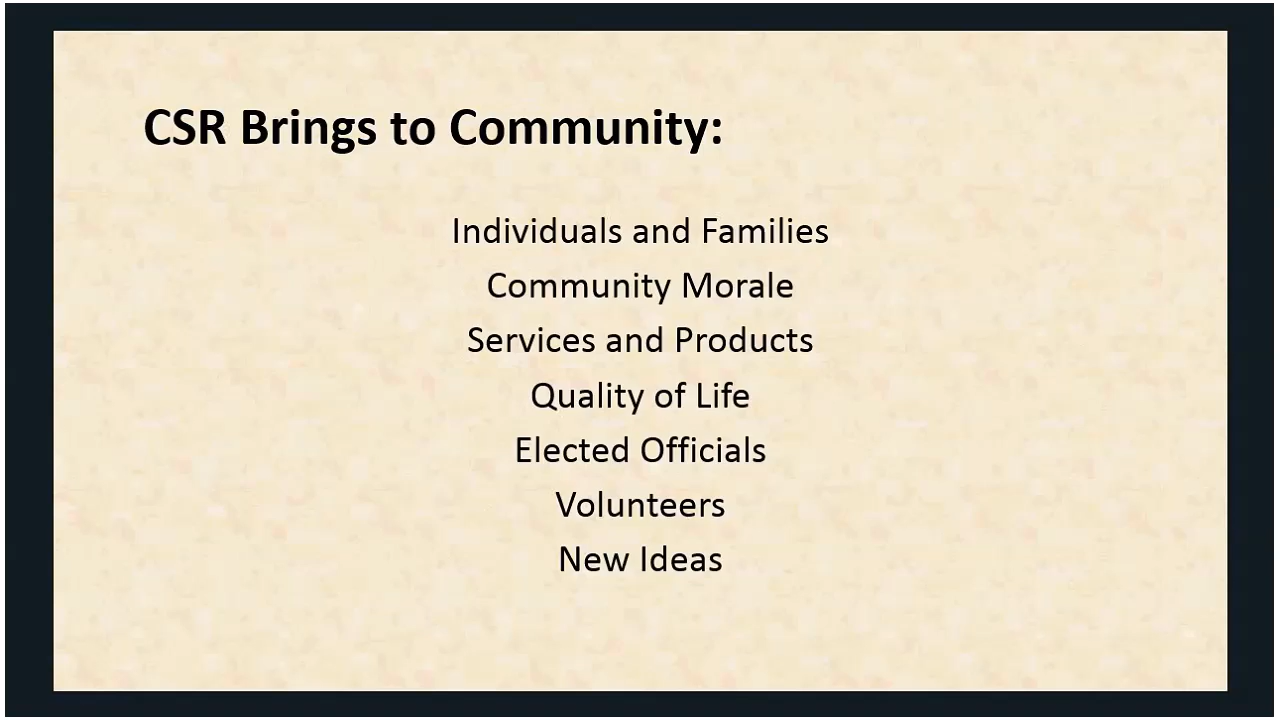 CSR Brings to Community:
Individuals and Families
Community Morale
Services and Products
Quality of Life
Elected Officials
Volunteers
New Ideas